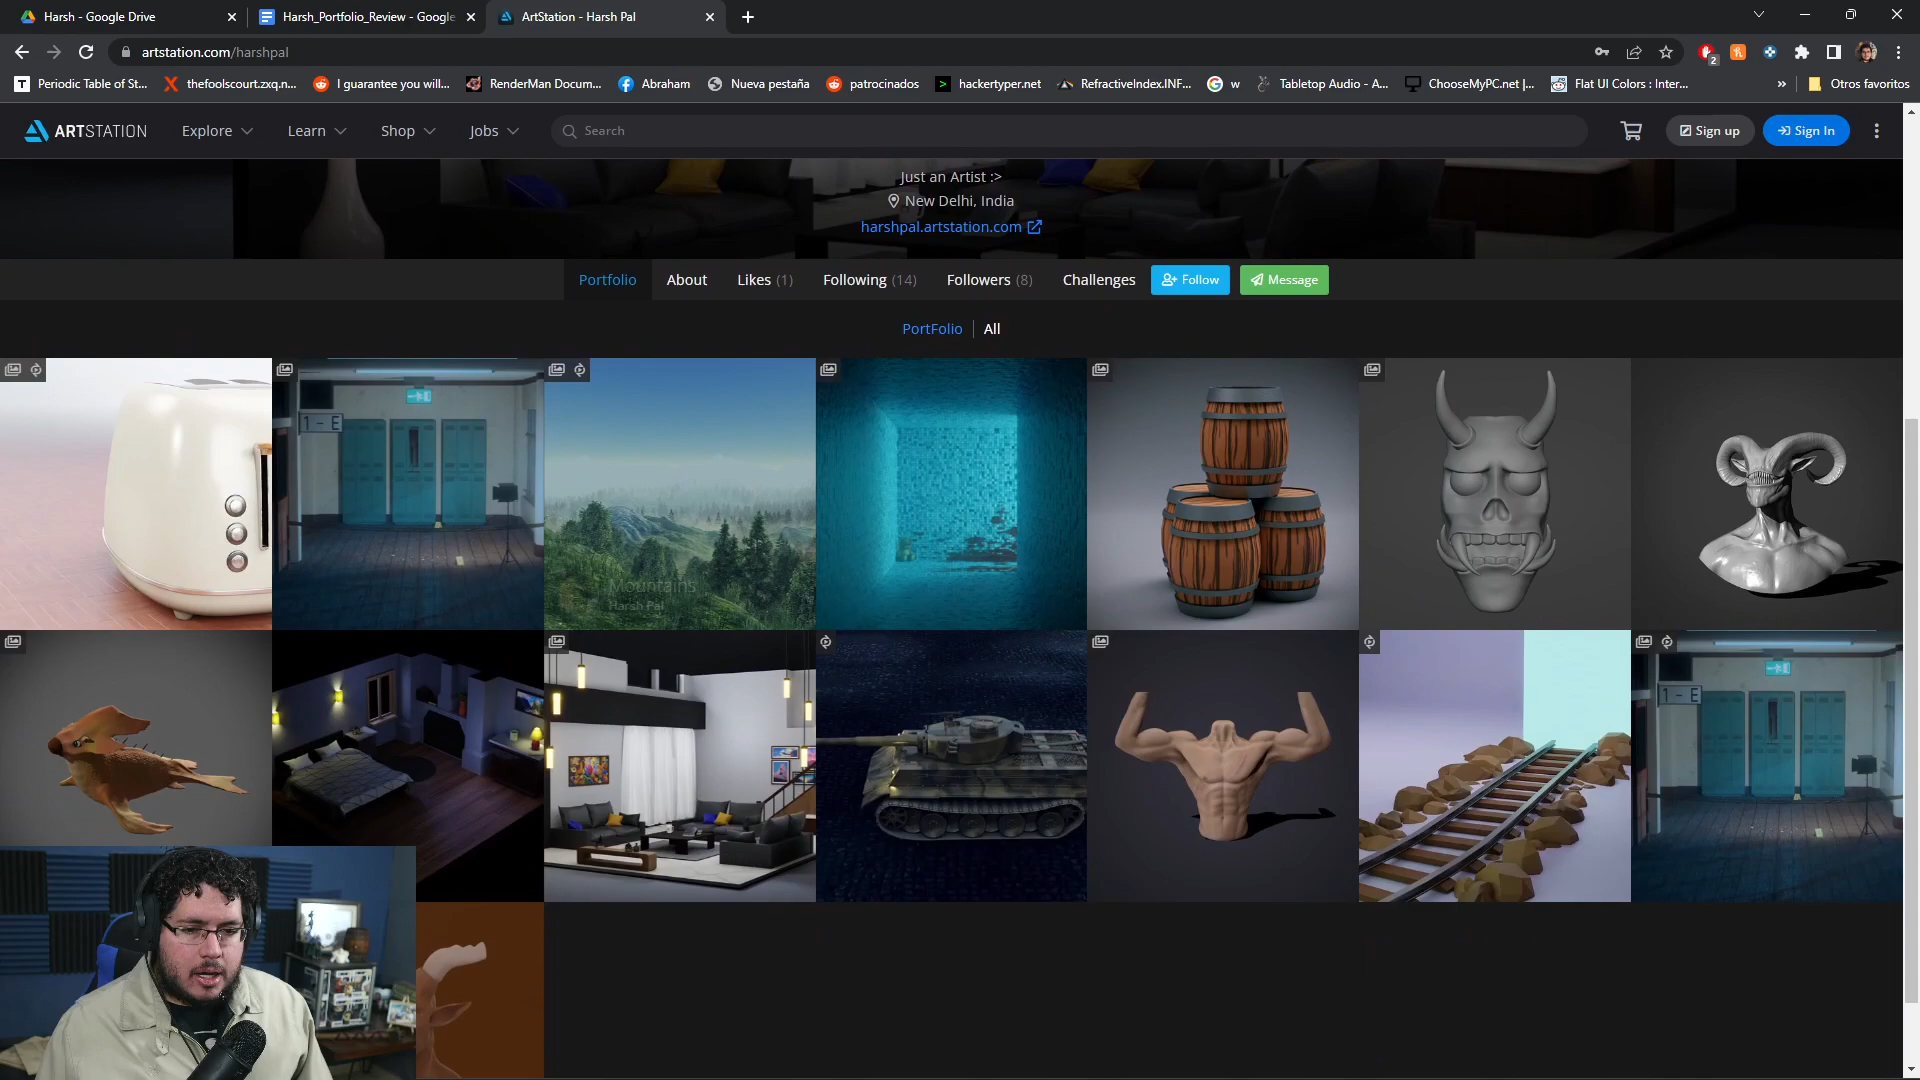 Harsh - Google Drive
Harsh_Portfolio_Review - Google
ArtStation - Harsh Pal
artstation.com/harshpal
2
Periodic Table of St...
thefoolscourt.zxq.n...
I guarantee you will...
RenderMan Docum...
Abraham
Nueva pestaña
patrocinados
hackertyper.net
RefractiveIndex.INF...
w
Tabletop Audio - A...
ChooseMyPC.net |...
Flat UI Colors : Inter...
»
Otros favoritos
ARTSTATION
Explore
Learn
Shop
Jobs
Search
Sign up
Sign In
Just an Artist :>
New Delhi, India
harshpal.artstation.com
Portfolio
About
Likes (1)
Following (14)
Followers (8)
Challenges
Follow
Message
PortFolio | All
1 - E
Mountains
Harsh Pal
1 - E